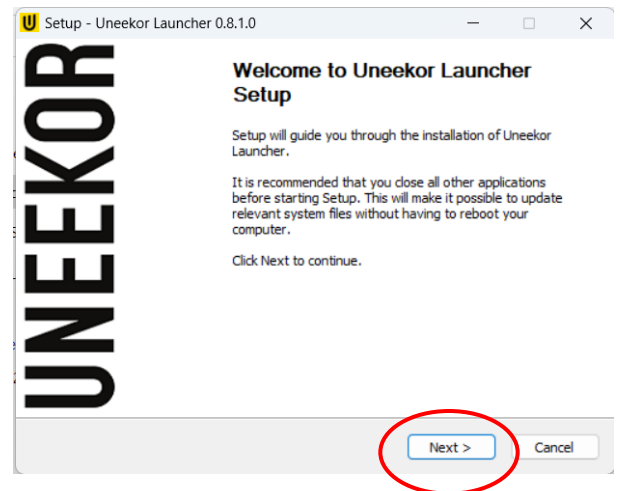 Setup - Uneekor Launcher 0.8.1.0
UNEEKOR
Welcome to Uneekor Launcher
Setup
Setup will guide you through the installation of Uneekor
Launcher.
It is recommended that you close all other applications
before starting Setup. This will make it possible to update
relevant system files without having to reboot your
computer.
Click Next to continue.
Next >
Cancel